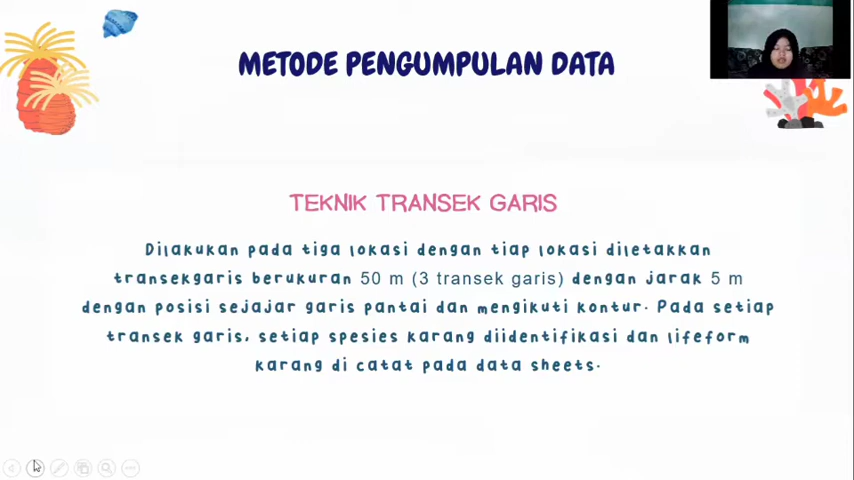 METODE PENGUMPULAN DATA
TEKNIK TRANSEK GARIS
Dilakukan pada tiga lokasi dengan tiap lokasi diletakkan
transekgaris berukuran 50 m (3 transek garis) dengan jarak 5 m
dengan posisi sejajar garis pantai dan mengikuti kontur. Pada setiap
transek garis, setiap spesies karang diidentifikasi dan lifeform
karang di catat pada data sheets.